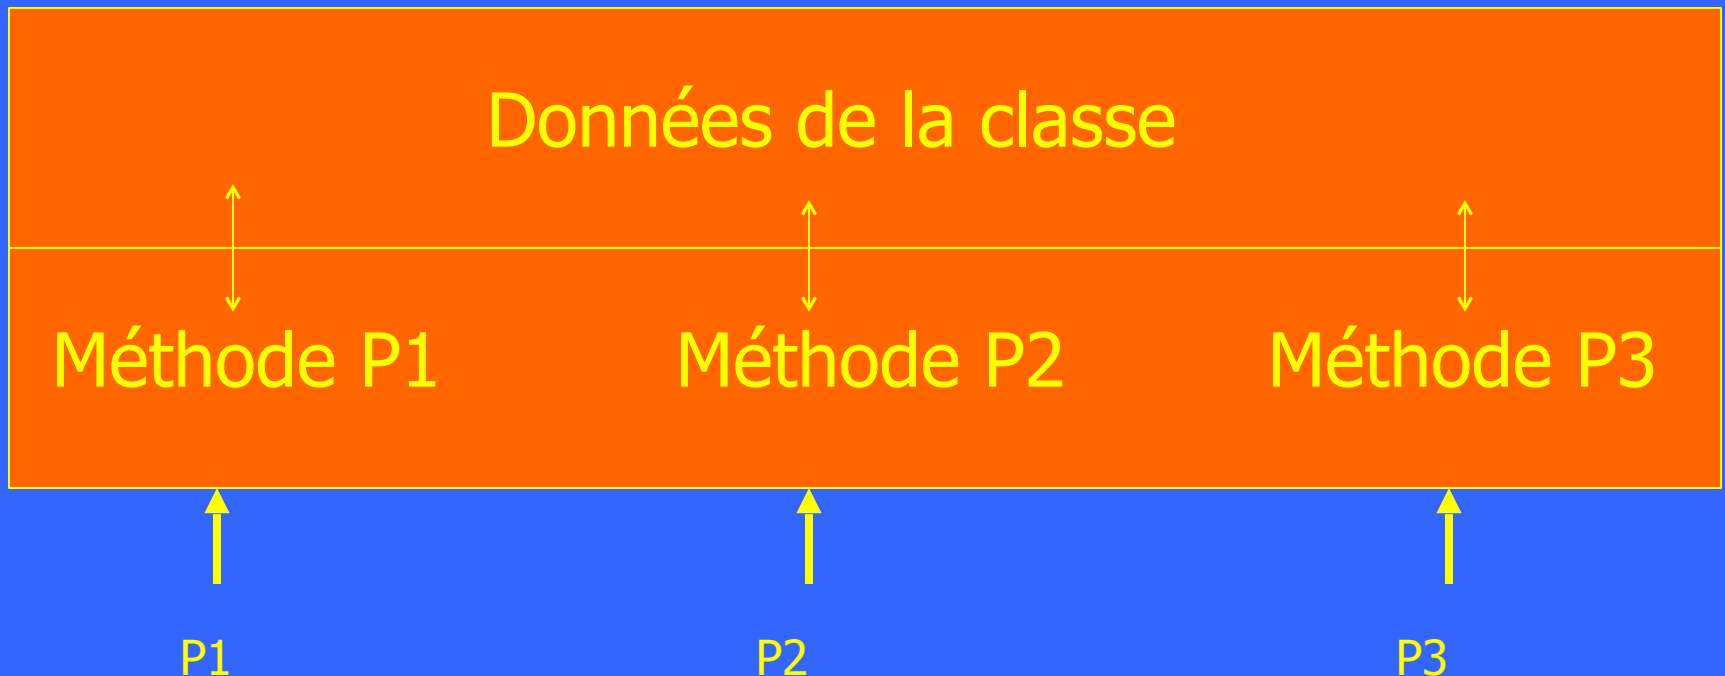 Données de la classe
Méthode P1 Méthode P2 Méthode P3
P1 P2 P3